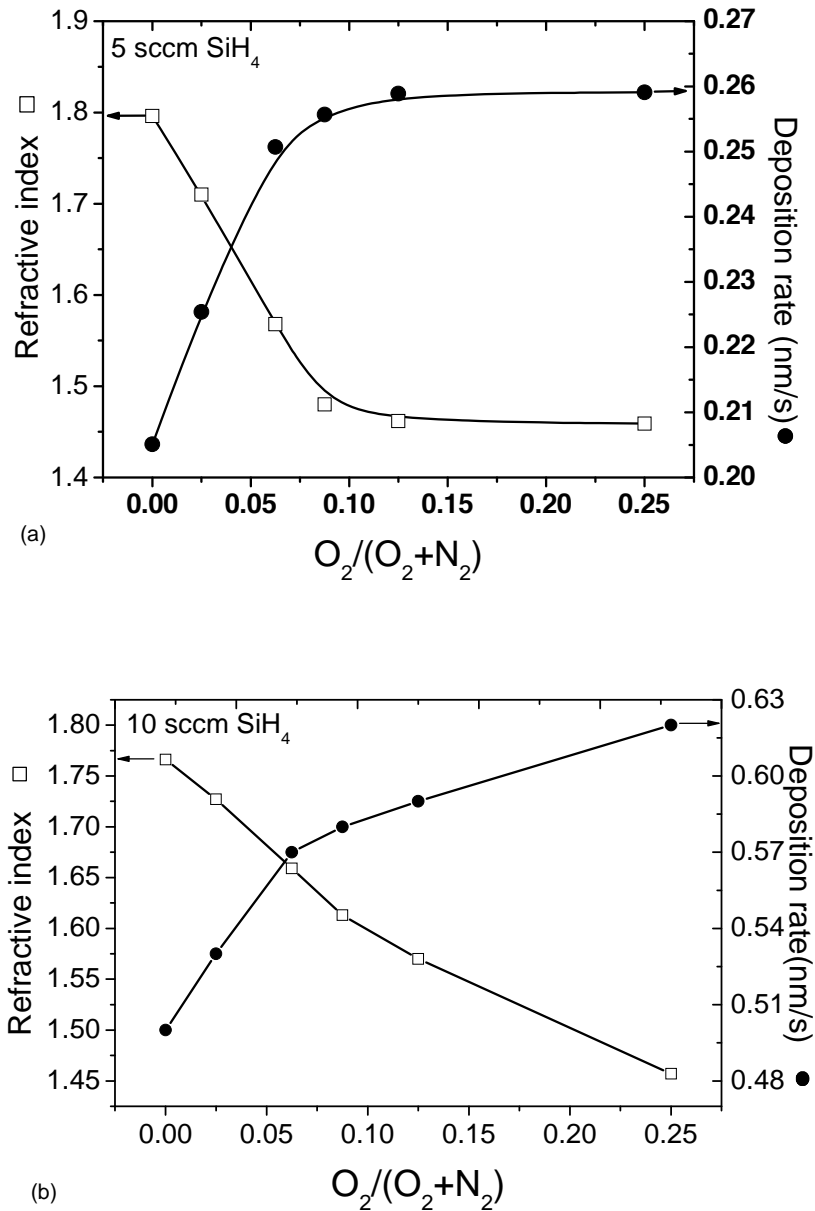 5 sccm SiH4
Refractive index
1.9
1.8
1.7
1.6
1.5
1.4
0.27
0.26
0.25
0.24
0.23
0.22
0.21
0.20
Deposition rate (nm/s)
0.00 0.05 0.10 0.15 0.20 0.25
O2/(O2+N2)
(a)
10 sccm SiH4
Refractive index
1.80
1.75
1.70
1.65
1.60
1.55
1.50
1.45
0.63
0.60
0.57
0.54
0.51
0.48
Deposition rate(nm/s)
0.00 0.05 0.10 0.15 0.20 0.25
O2/(O2+N2)
(b)